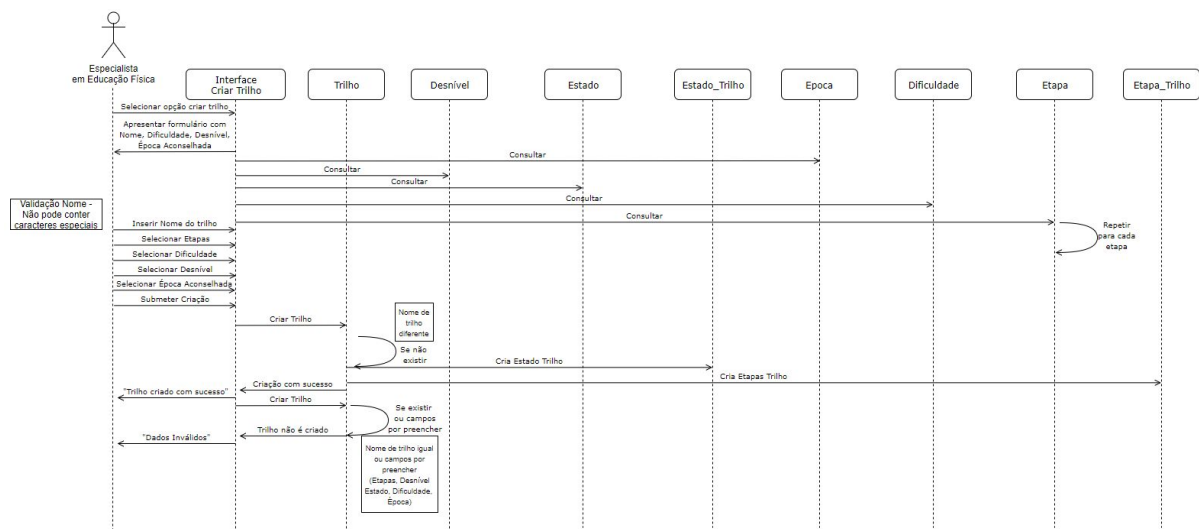 Especialista
em Educação Física
Interface
Criar Trilho
Trilho
Desnível
Estado
Estado_Trilho
Epoca
Dificuldade
Etapa
Etapa_Trilho
Selecionar opção criar trilho
Apresentar formulário com
Nome, Dificuldade, Desnível,
Época Aconselhada
Consultar
Consultar
Consultar
Consultar
Consultar
Validação Nome -
Não pode conter
caracteres especiais
Repetir
para cada
etapa
Inserir Nome do trilho
Selecionar Etapas
Selecionar Dificuldade
Selecionar Desnível
Selecionar Época Aconselhada
Submeter Criação
Criar Trilho
Nome de
trilho
diferente
Se não
existir
Cria Estado Trilho
Cria Etapas Trilho
Criação com sucesso
"Trilho criado com sucesso"
Criar Trilho
Se existir
ou campos
por preencher
Trilho não é criado
"Dados Inválidos"
Nome de trilho igual
ou campos por
preencher
(Etapas, Desnível
Estado, Dificuldade,
Época)